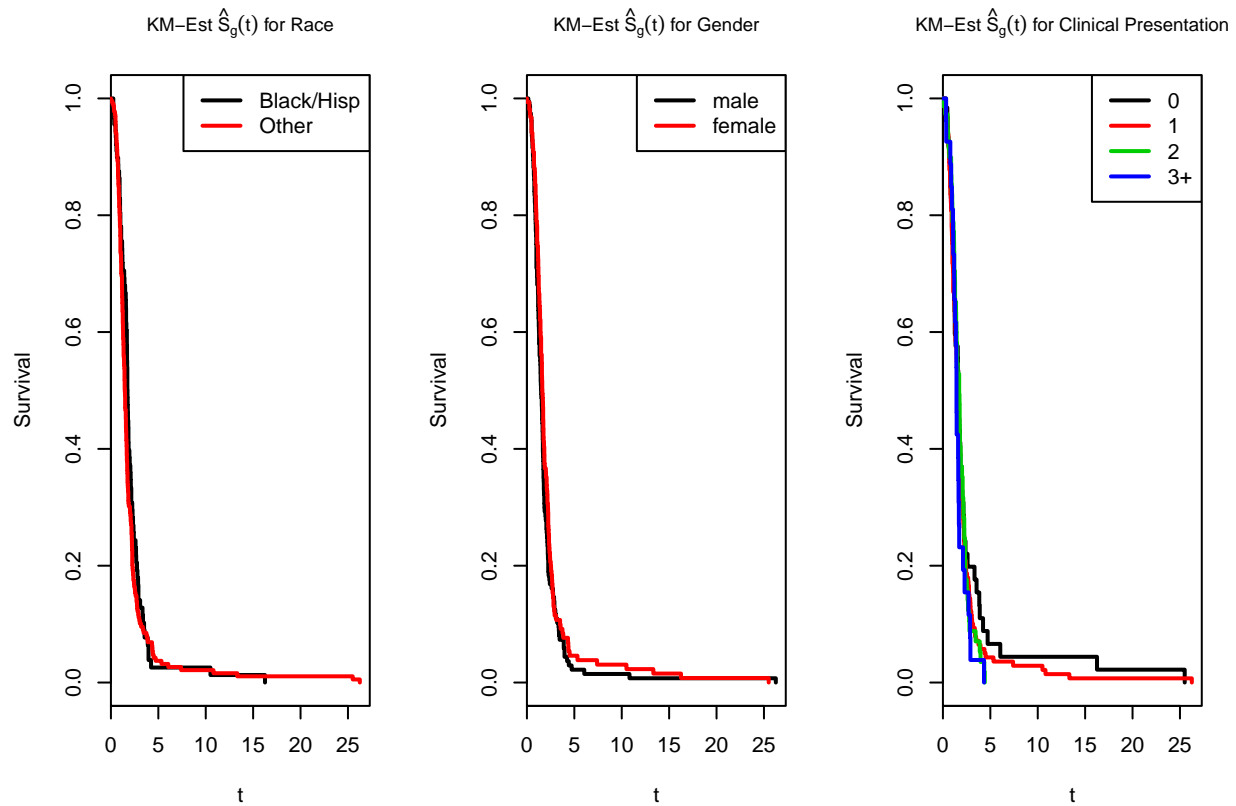 KM−Est Ŝg(t) for Race
Survival
1.0
0.8
0.6
0.4
0.2
0.0
0 5 10 15 20 25
t
Black/Hisp
Other
KM−Est Ŝg(t) for Gender
Survival
1.0
0.8
0.6
0.4
0.2
0.0
0 5 10 15 20 25
t
male
female
KM−Est Ŝg(t) for Clinical Presentation
Survival
1.0
0.8
0.6
0.4
0.2
0.0
0 5 10 15 20 25
t
0
1
2
3+